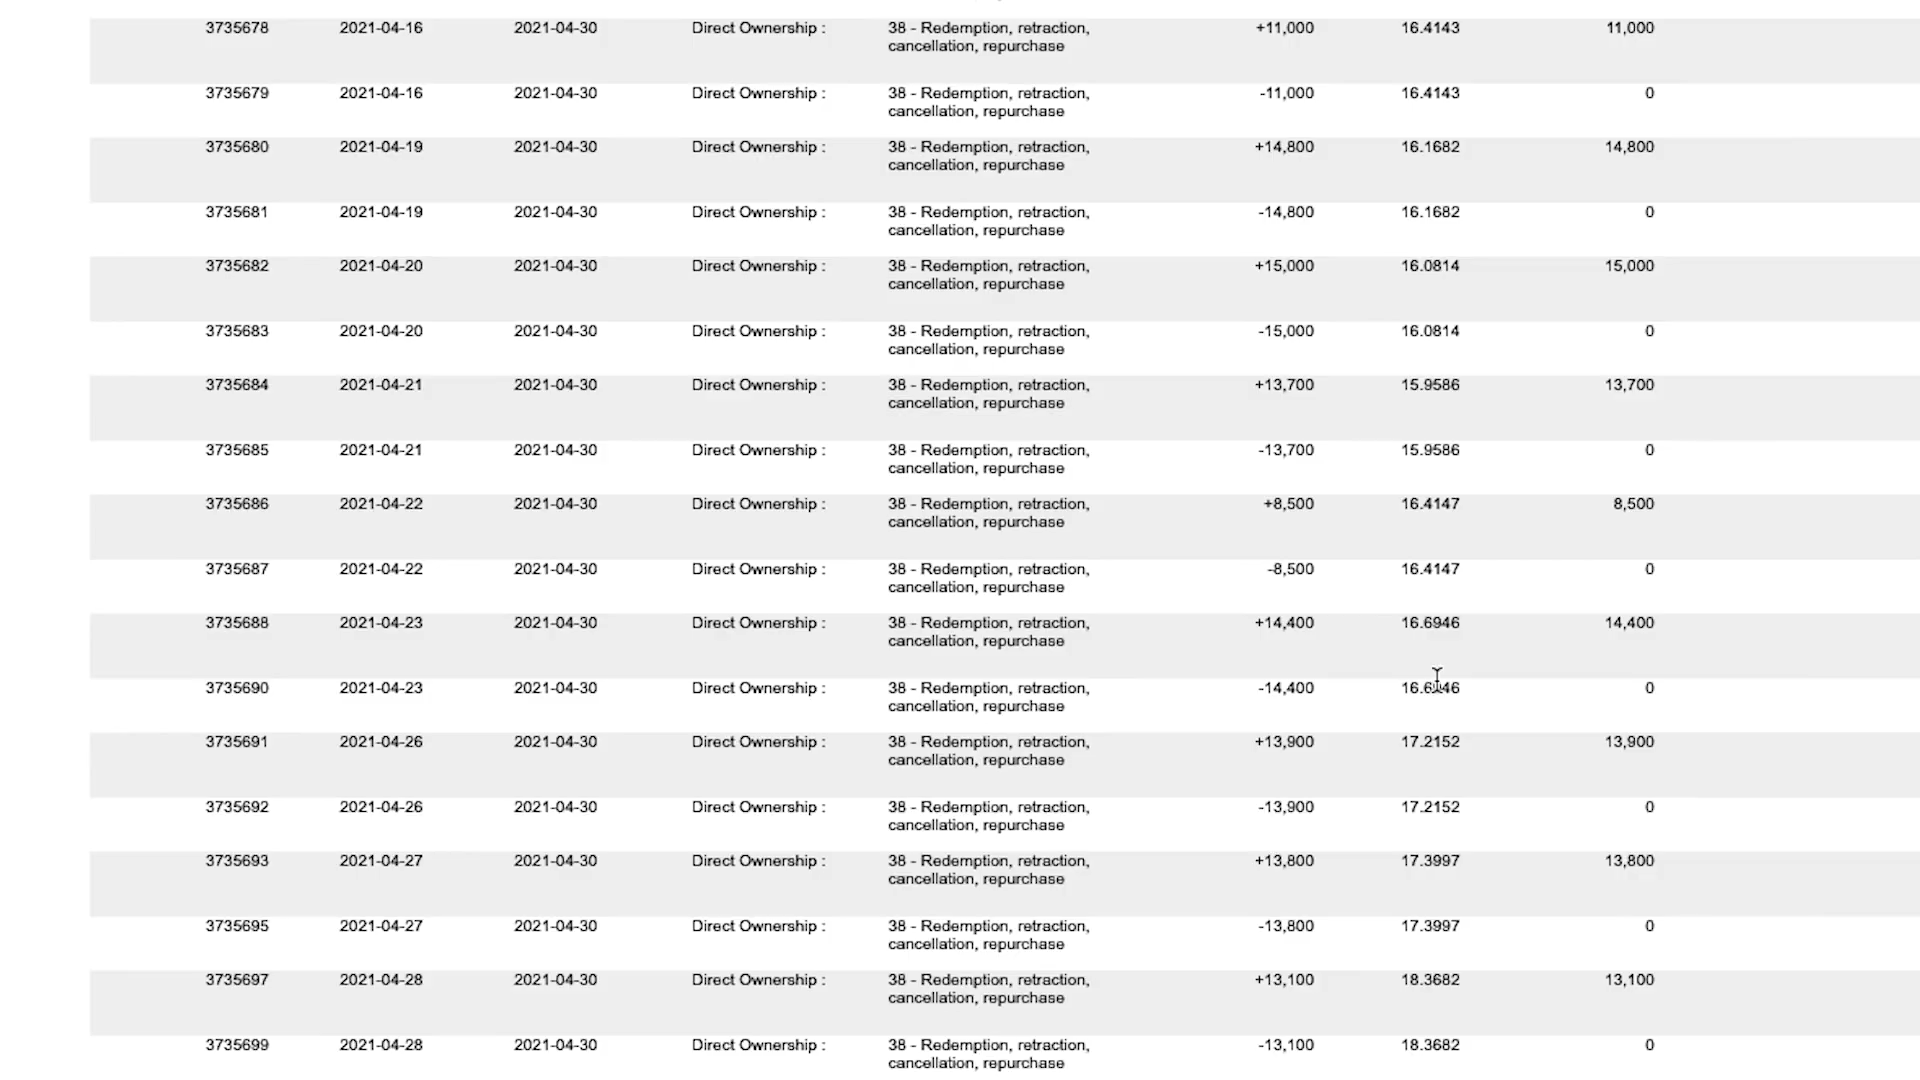 3735678 2021-04-16 2021-04-30 Direct Ownership : 38 - Redemption, retraction, +11,000 16.4143 11,000
cancellation, repurchase
3735679 2021-04-16 2021-04-30 Direct Ownership : 38 - Redemption, retraction, -11,000 16.4143 0
cancellation, repurchase
3735680 2021-04-19 2021-04-30 Direct Ownership : 38 - Redemption, retraction, +14,800 16.1682 14,800
cancellation, repurchase
3735681 2021-04-19 2021-04-30 Direct Ownership : 38 - Redemption, retraction, -14,800 16.1682 0
cancellation, repurchase
3735682 2021-04-20 2021-04-30 Direct Ownership : 38 - Redemption, retraction, +15,000 16.0814 15,000
cancellation, repurchase
3735683 2021-04-20 2021-04-30 Direct Ownership : 38 - Redemption, retraction, -15,000 16.0814 0
cancellation, repurchase
3735684 2021-04-21 2021-04-30 Direct Ownership : 38 - Redemption, retraction, +13,700 15.9586 13,700
cancellation, repurchase
3735685 2021-04-21 2021-04-30 Direct Ownership : 38 - Redemption, retraction, -13,700 15.9586 0
cancellation, repurchase
3735686 2021-04-22 2021-04-30 Direct Ownership : 38 - Redemption, retraction, +8,500 16.4147 8,500
cancellation, repurchase
3735687 2021-04-22 2021-04-30 Direct Ownership : 38 - Redemption, retraction, -8,500 16.4147 0
cancellation, repurchase
3735688 2021-04-23 2021-04-30 Direct Ownership : 38 - Redemption, retraction, +14,400 16.6946 14,400
cancellation, repurchase
3735690 2021-04-23 2021-04-30 Direct Ownership : 38 - Redemption, retraction, -14,400 16.6946 0
cancellation, repurchase
3735691 2021-04-26 2021-04-30 Direct Ownership : 38 - Redemption, retraction, +13,900 17.2152 13,900
cancellation, repurchase
3735692 2021-04-26 2021-04-30 Direct Ownership : 38 - Redemption, retraction, -13,900 17.2152 0
cancellation, repurchase
3735693 2021-04-27 2021-04-30 Direct Ownership : 38 - Redemption, retraction, +13,800 17.3997 13,800
cancellation, repurchase
3735695 2021-04-27 2021-04-30 Direct Ownership : 38 - Redemption, retraction, -13,800 17.3997 0
cancellation, repurchase
3735697 2021-04-28 2021-04-30 Direct Ownership : 38 - Redemption, retraction, +13,100 18.3682 13,100
cancellation, repurchase
3735699 2021-04-28 2021-04-30 Direct Ownership : 38 - Redemption, retraction, -13,100 18.3682 0
cancellation, repurchase